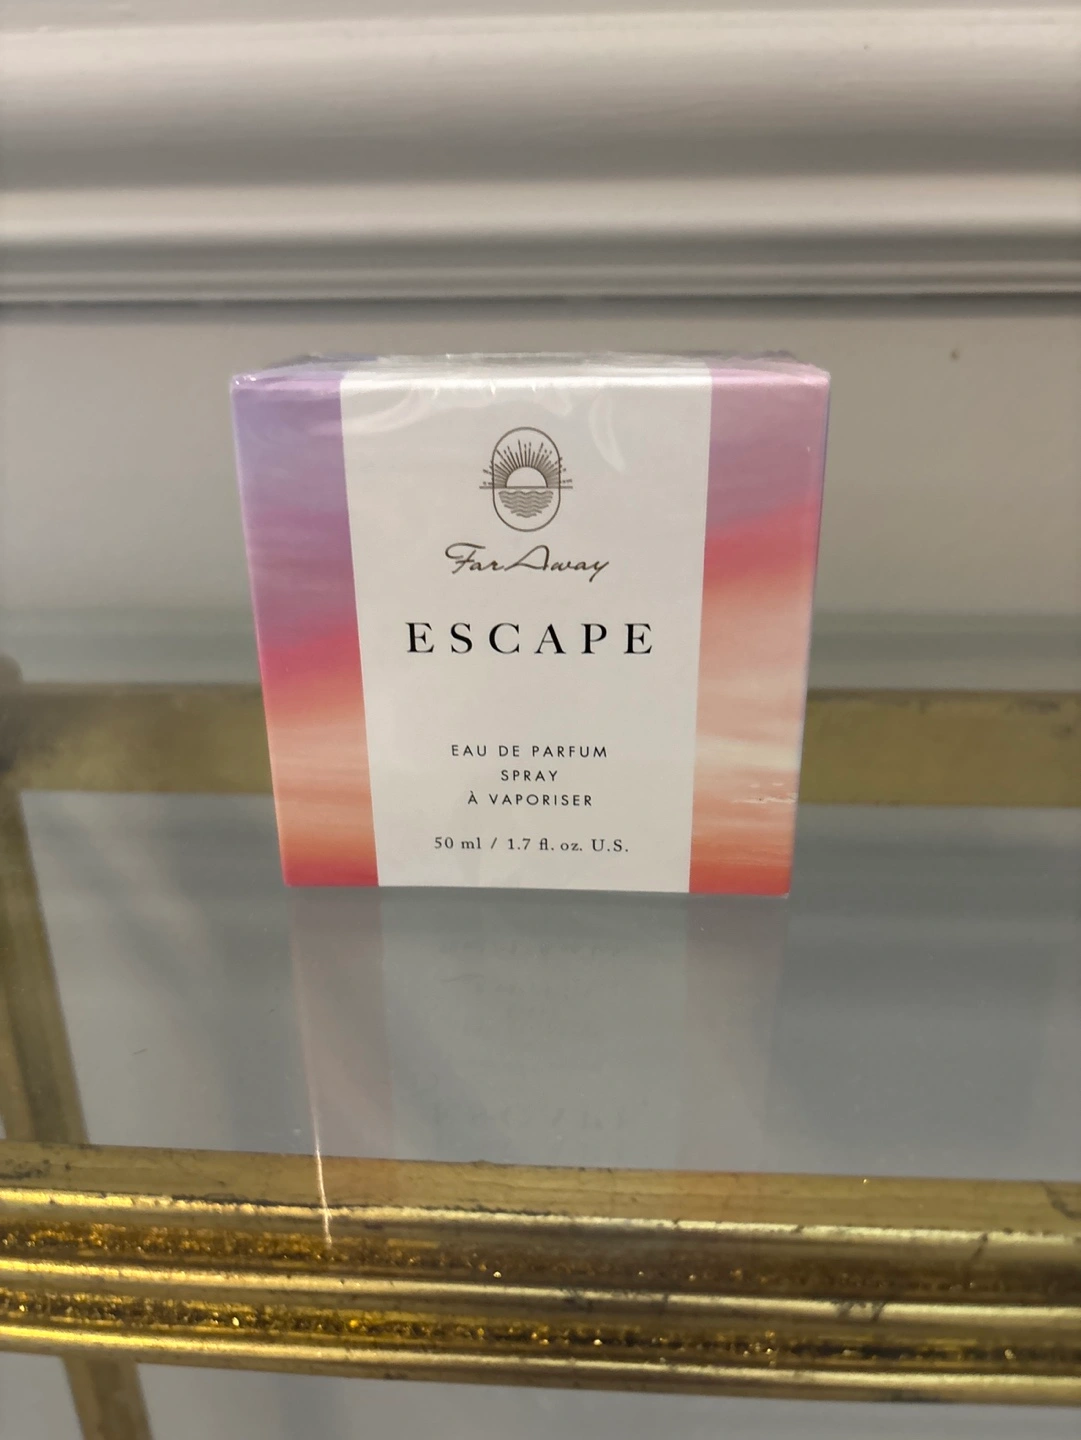 Far Away
ESCAPE
EAU DE PARFUM
SPRAY
À VAPORISER
50 ml / 1.7 fl. oz. U.S.